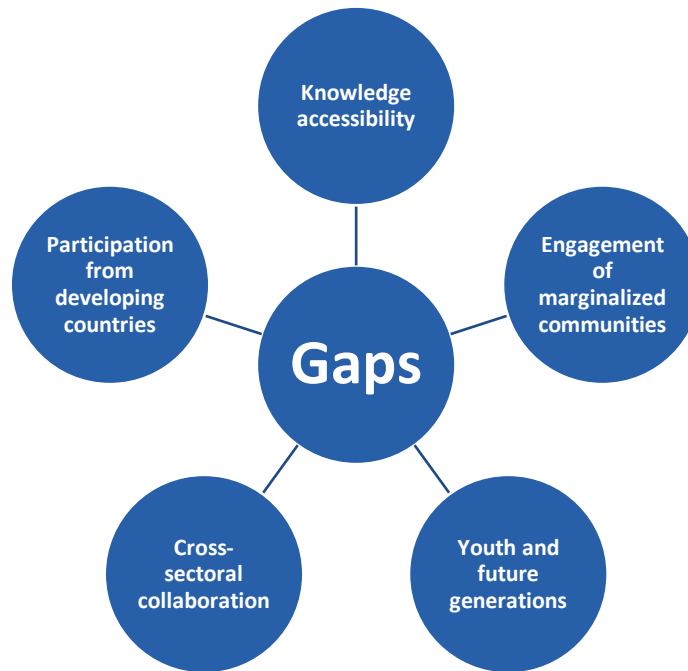 Knowledge
accessibility
Participation
from
developing
countries
Engagement
of
marginalized
communities
Gaps
Cross-
sectoral
collaboration
Youth and
future
generations